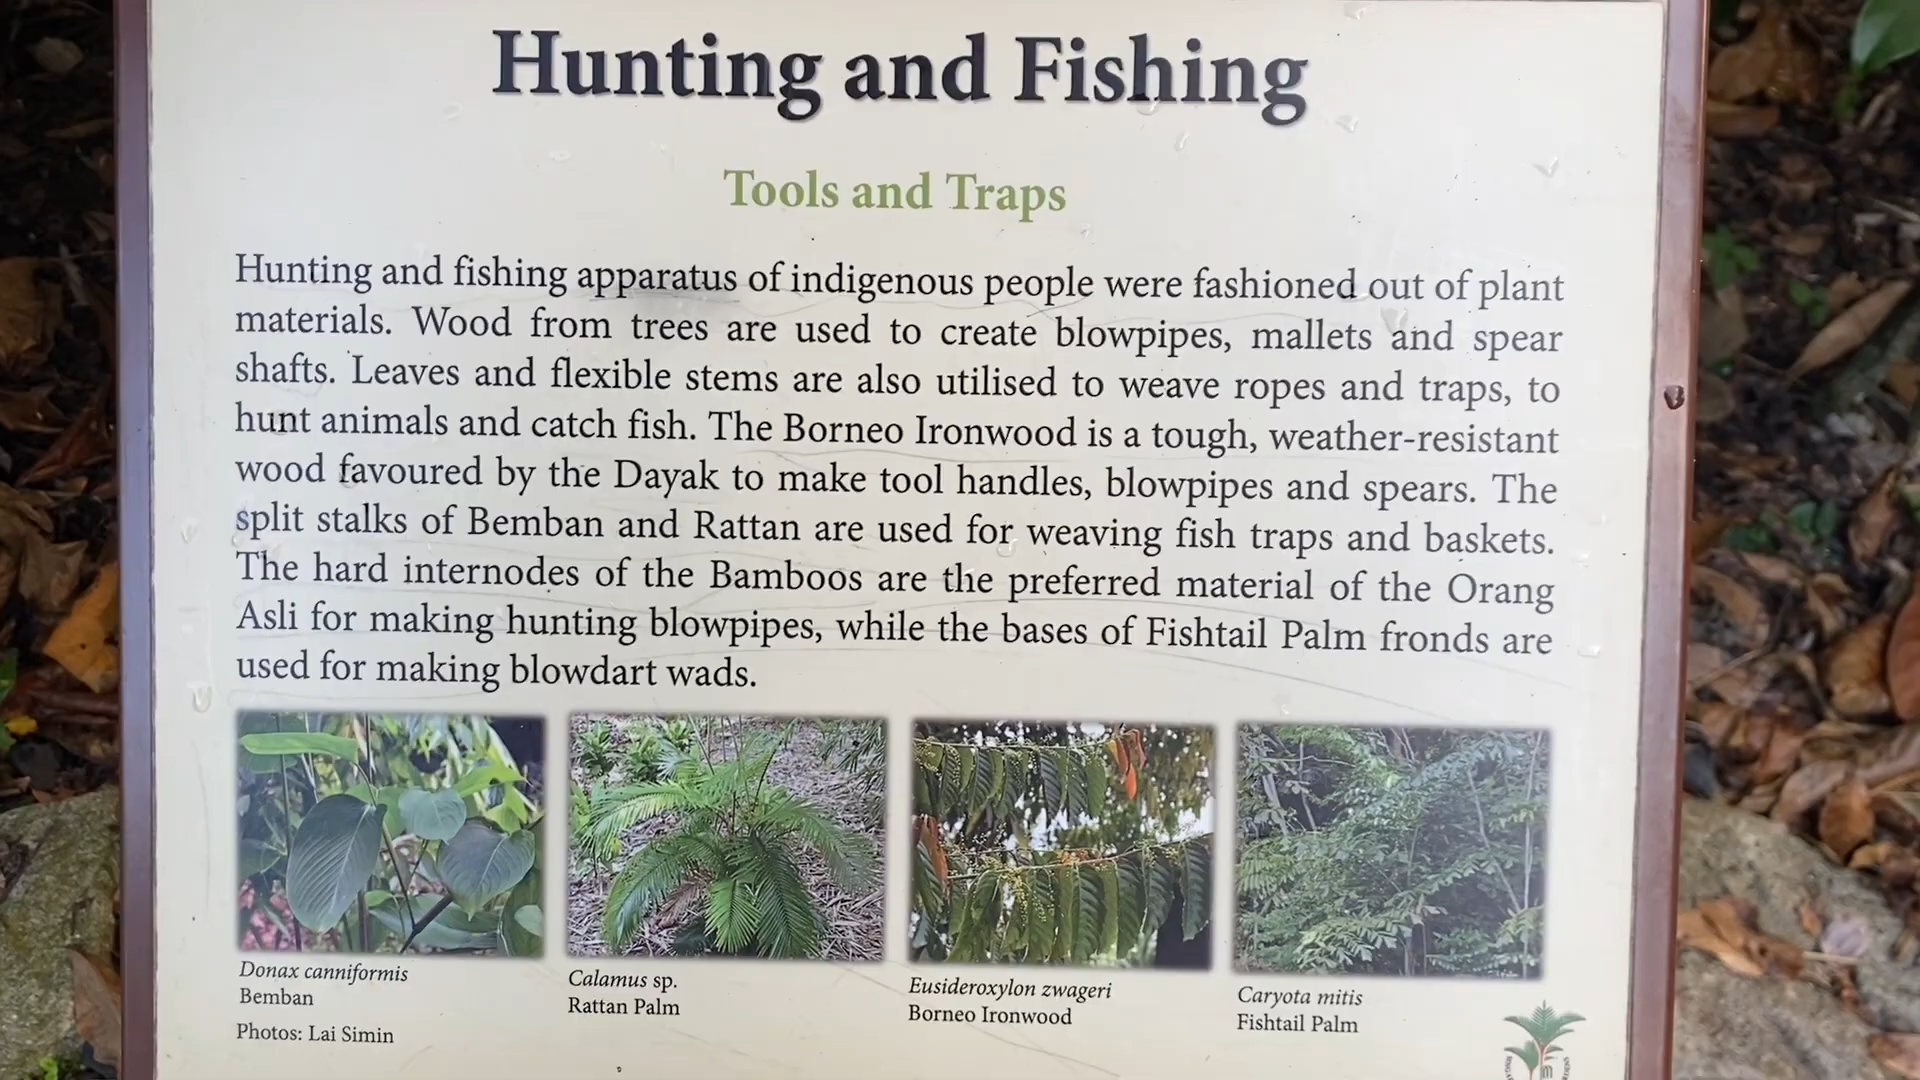 Hunting and Fishing
Tools and Traps
Hunting and fishing apparatus of indigenous people were fashioned out of plant
materials. Wood from trees are used to create blowpipes, mallets and spear
shafts. Leaves and flexible stems are also utilised to weave ropes and traps, to
hunt animals and catch fish. The Borneo Ironwood is a tough, weather-resistant
wood favoured by the Dayak to make tool handles, blowpipes and spears. The
split stalks of Bemban and Rattan are used for weaving fish traps and baskets.
The hard internodes of the Bamboos are the preferred material of the Orang
Asli for making hunting blowpipes, while the bases of Fishtail Palm fronds are
used for making blowdart wads.
Donax canniformis
Bemban
Photos: Lai Simin
Calamus sp.
Rattan Palm
Eusideroxylon zwageri
Borneo Ironwood
Caryota mitis
Fishtail Palm